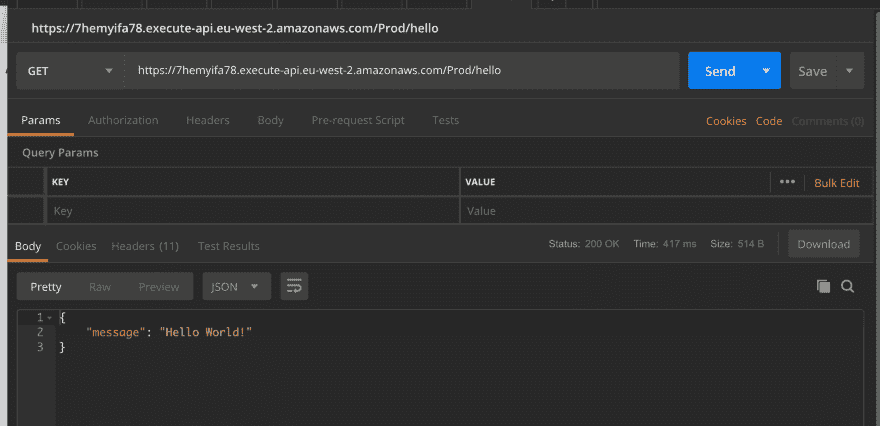 https://7hemyifa78.execute-api.eu-west-2.amazonaws.com/Prod/hello
GET https://7hemyifa78.execute-api.eu-west-2.amazonaws.com/Prod/hello Send Save
Params Authorization Headers Body Pre-request Script Tests Cookies Code Comments (0)
Query Params
KEY VALUE ••• Bulk Edit
Key Value
Body Cookies Headers (11) Test Results Status: 200 OK Time: 417 ms Size: 514 B Download
Pretty Raw Preview JSON
1 {
2 "message": "Hello World!"
3 }